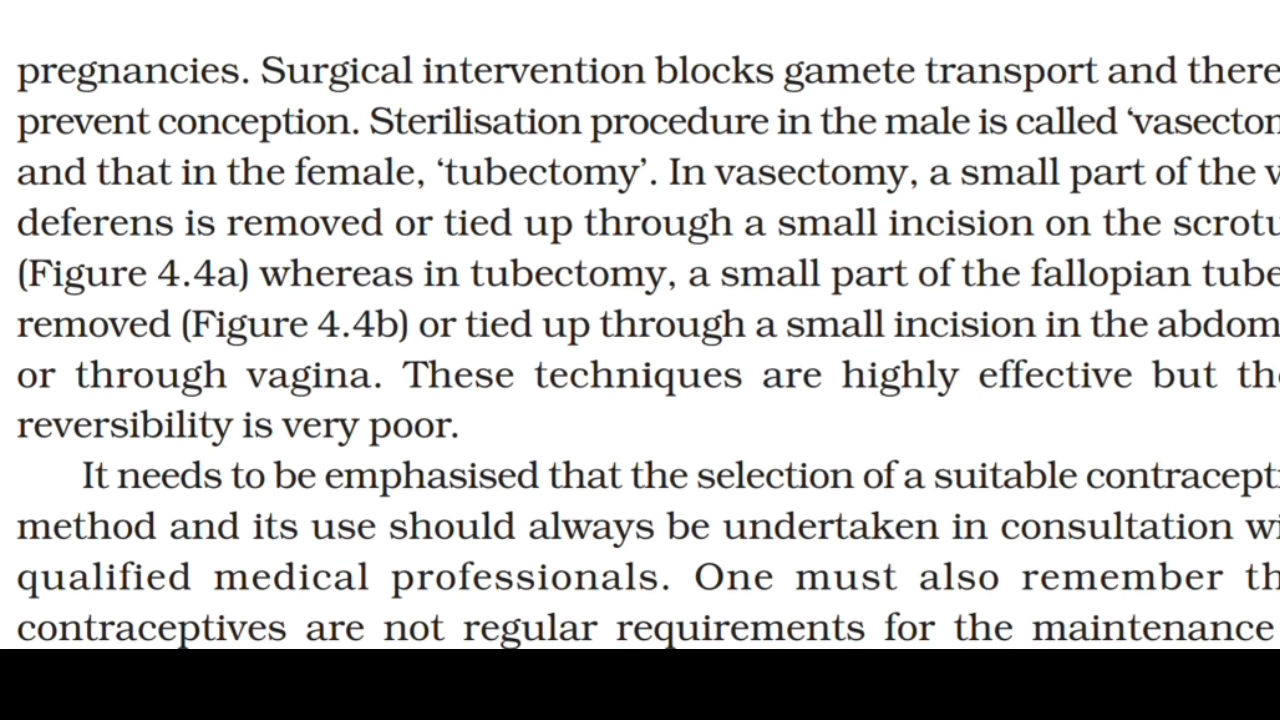 pregnancies. Surgical intervention blocks gamete transport and there
prevent conception. Sterilisation procedure in the male is called ‘vasecto
and that in the female, ‘tubectomy’. In vasectomy, a small part of the
deferens is removed or tied up through a small incision on the scrotu
(Figure 4.4a) whereas in tubectomy, a small part of the fallopian tube
removed (Figure 4.4b) or tied up through a small incision in the abdom
or through vagina. These techniques are highly effective but the
reversibility is very poor.
It needs to be emphasised that the selection of a suitable contracepti
method and its use should always be undertaken in consultation wi
qualified medical professionals. One must also remember th
contraceptives are not regular requirements for the maintenance